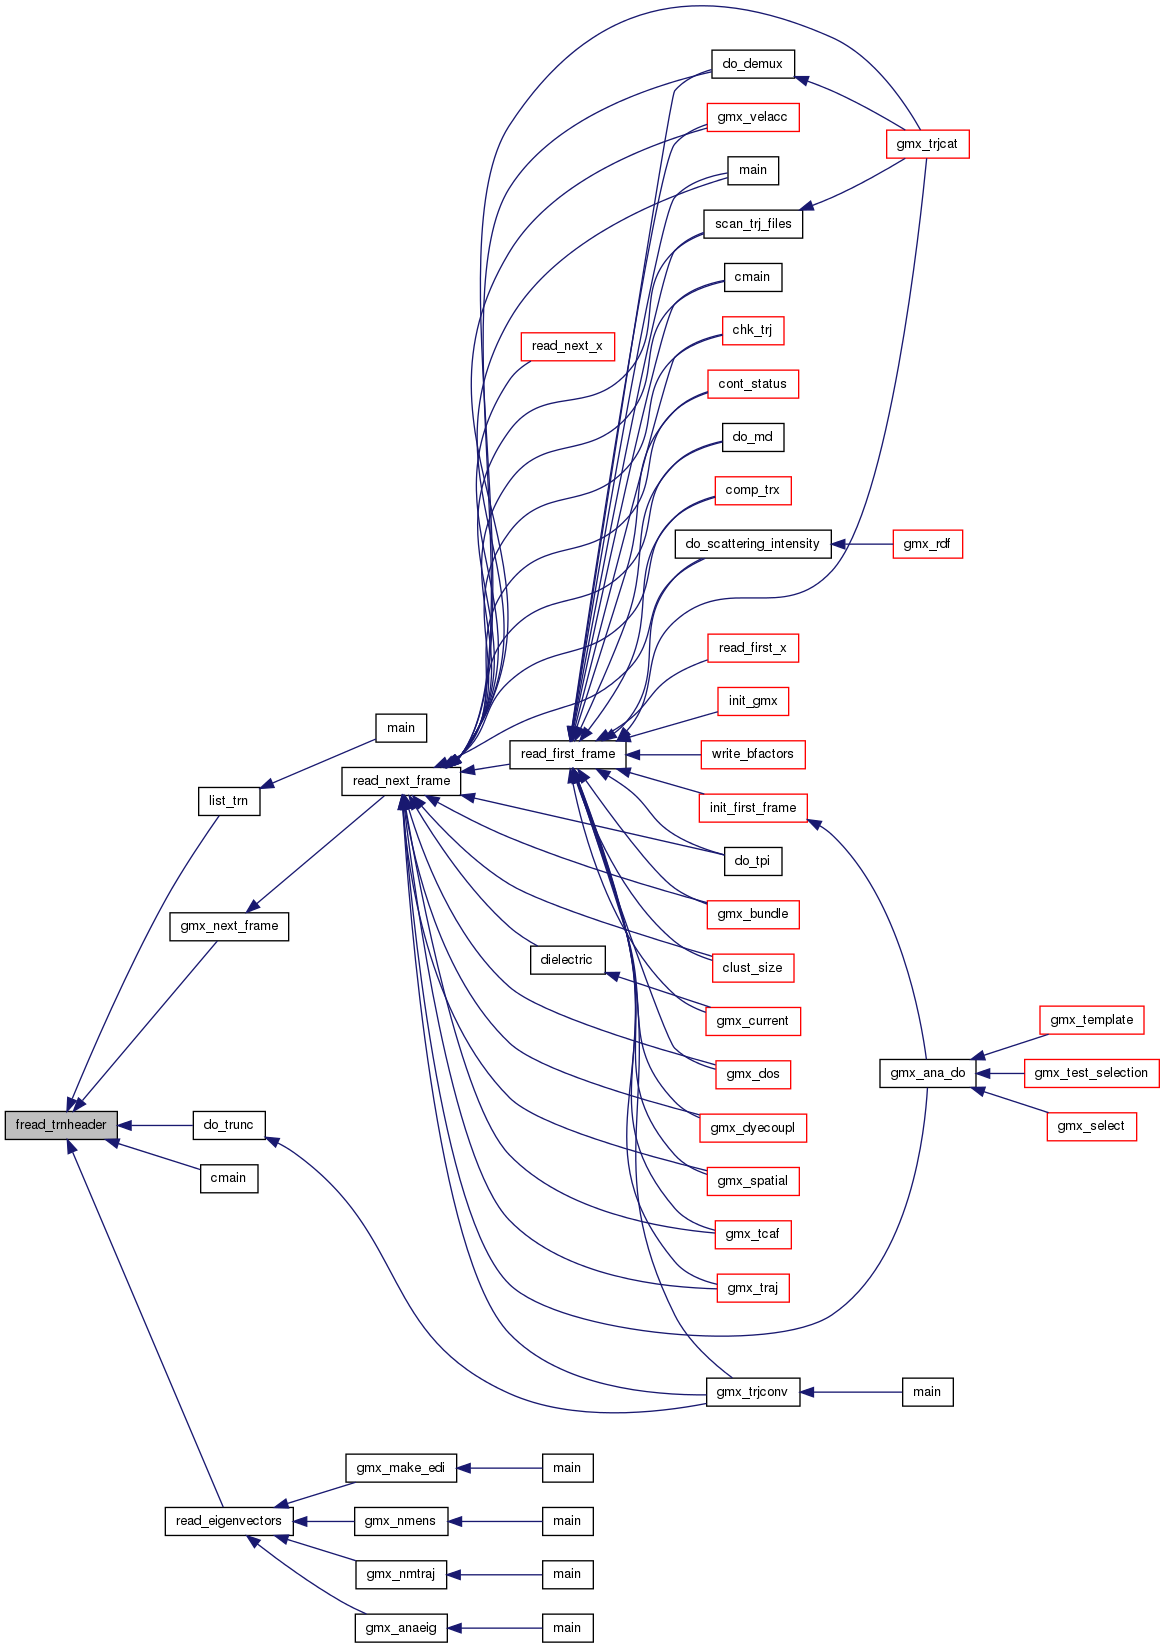 do_demux
gmx_velacc
gmx_trjcat
main
scan_trj_files
cmain
chk_trj
read_next_x
cont_status
do_md
comp_trx
do_scattering_intensity
gmx_rdf
read_first_x
init_gmx
main
read_first_frame
write_bfactors
read_next_frame
list_trn
init_first_frame
do_tpi
gmx_bundle
gmx_next_frame
dielectric
clust_size
gmx_current
gmx_template
gmx_dos
gmx_ana_do
gmx_test_selection
fread_trnheader
do_trunc
gmx_dyecoupl
gmx_select
cmain
gmx_spatial
gmx_tcaf
gmx_traj
gmx_trjconv
main
gmx_make_edi
main
read_eigenvectors
gmx_nmens
main
gmx_nmtraj
main
gmx_anaeig
main